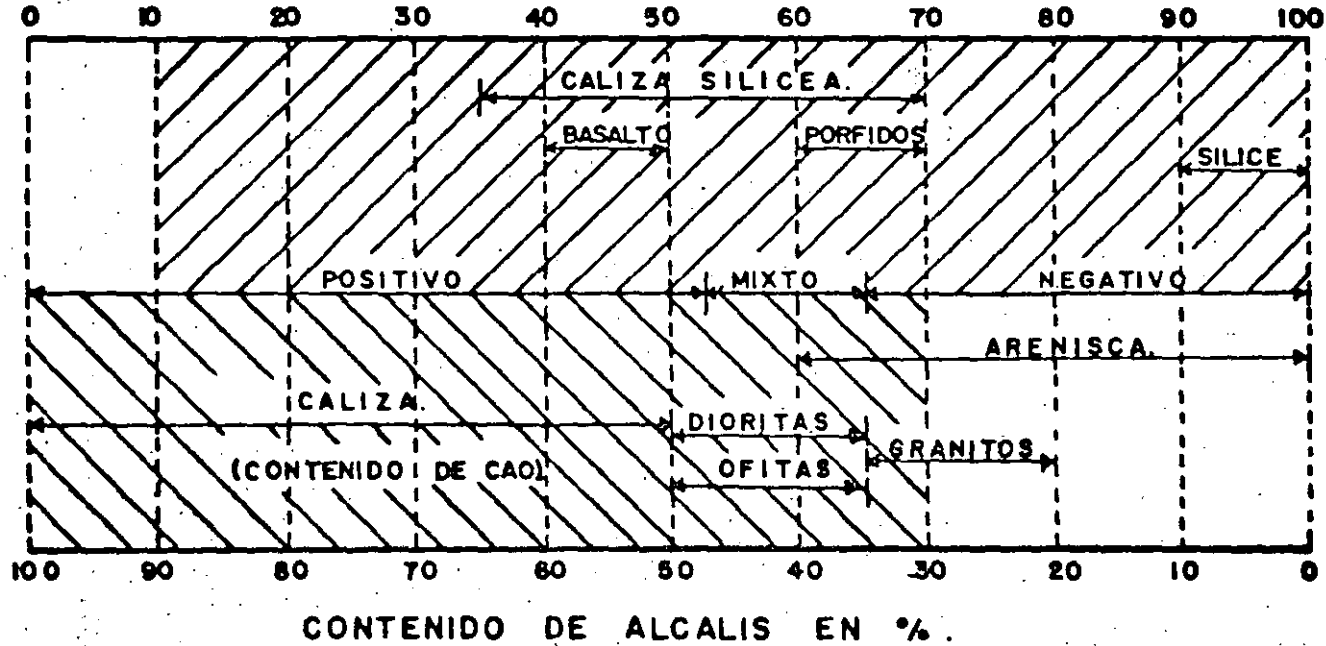 0 10 20 30 40 50 60 70 80 90 100
CALIZA SILICEA.
BASALTO PORFIDOS
SILICE
POSITIVO MIXTO NEGATIVO
ARENISCA.
CALIZA.
DIORITAS
GRANITOS
(CONTENIDO DE CAO)
OFITAS
100 90 80 70 60 50 40 30 20 10 0
CONTENIDO DE ALCALIS EN %.